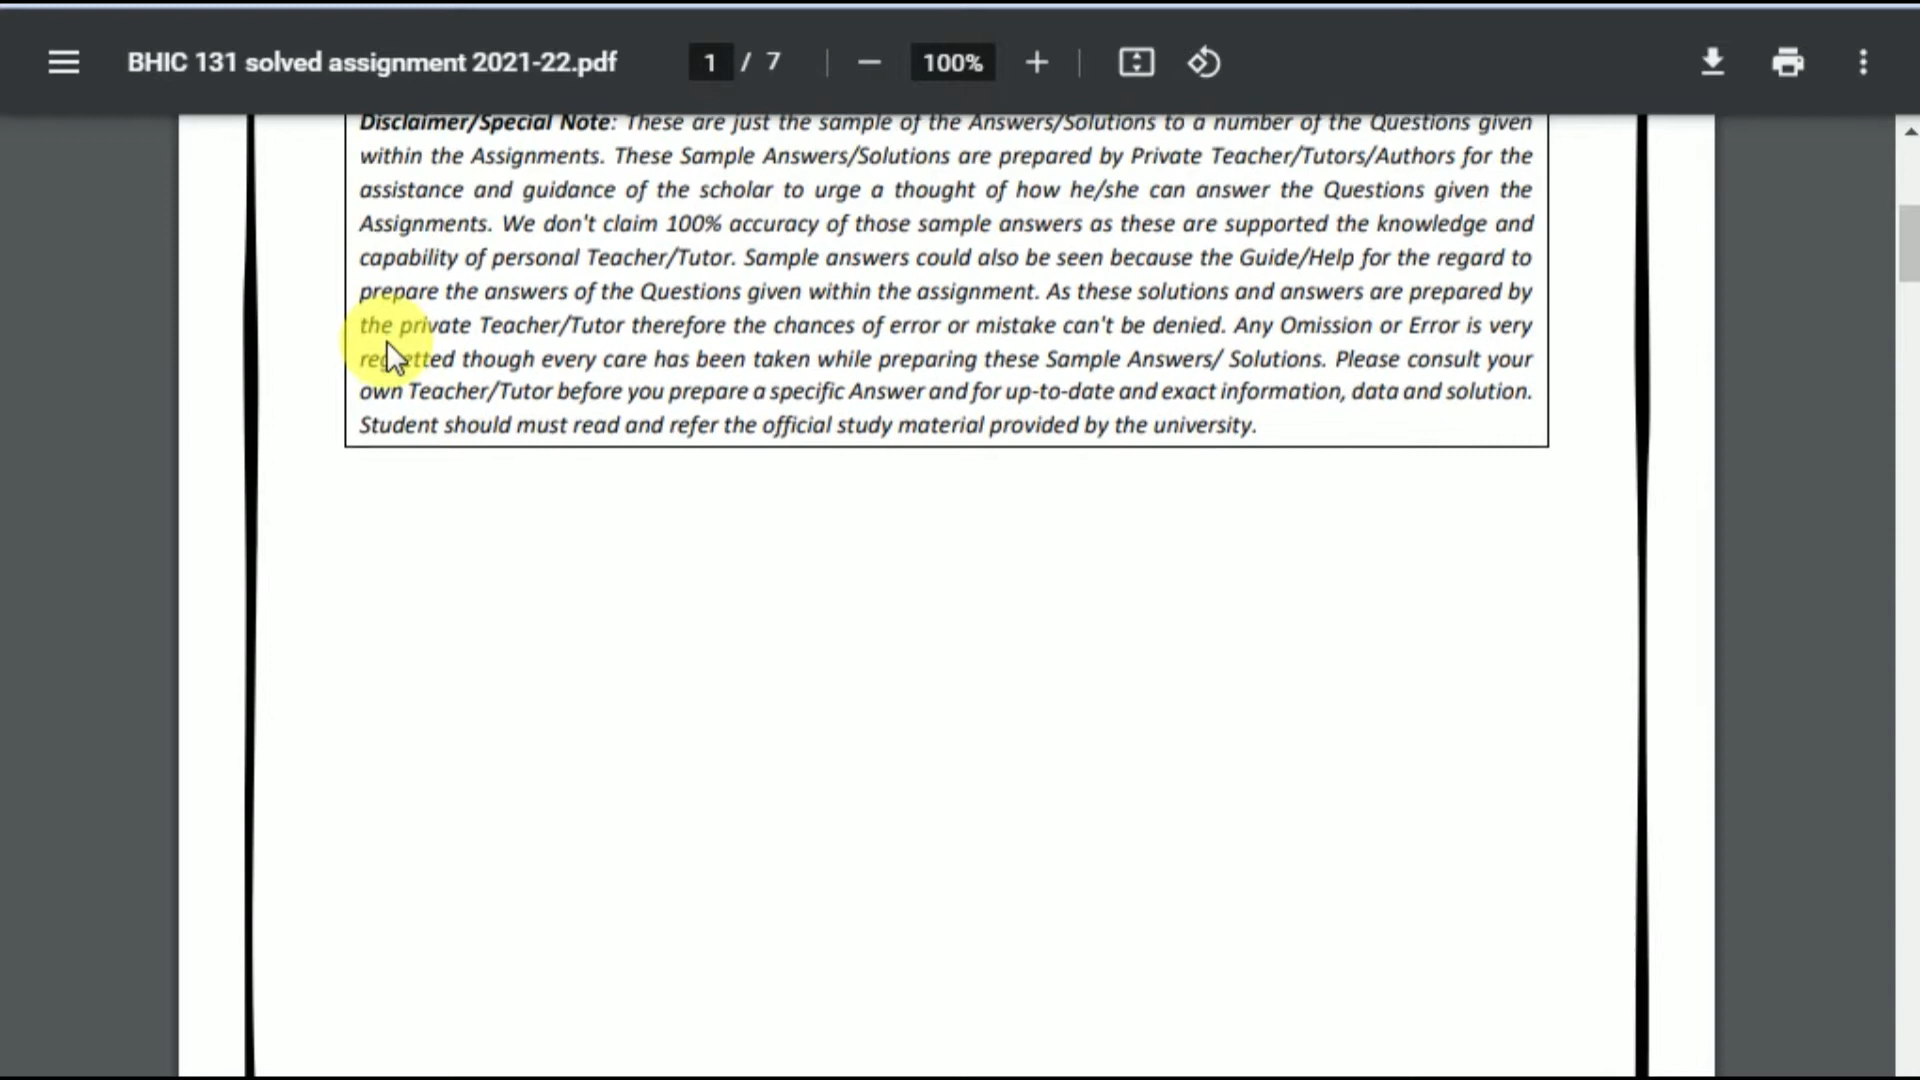 BHIC 131 solved assignment 2021-22.pdf 1 / 7 100%
Disclaimer/Special Note: These are just the sample of the Answers/Solutions to a number of the Questions given
within the Assignments. These Sample Answers/Solutions are prepared by Private Teacher/Tutors/Authors for the
assistance and guidance of the scholar to urge a thought of how he/she can answer the Questions given the
Assignments. We don't claim 100% accuracy of those sample answers as these are supported the knowledge and
capability of personal Teacher/Tutor. Sample answers could also be seen because the Guide/Help for the regard to
prepare the answers of the Questions given within the assignment. As these solutions and answers are prepared by
the private Teacher/Tutor therefore the chances of error or mistake can't be denied. Any Omission or Error is very
regretted though every care has been taken while preparing these Sample Answers/ Solutions. Please consult your
own Teacher/Tutor before you prepare a specific Answer and for up-to-date and exact information, data and solution.
Student should must read and refer the official study material provided by the university.